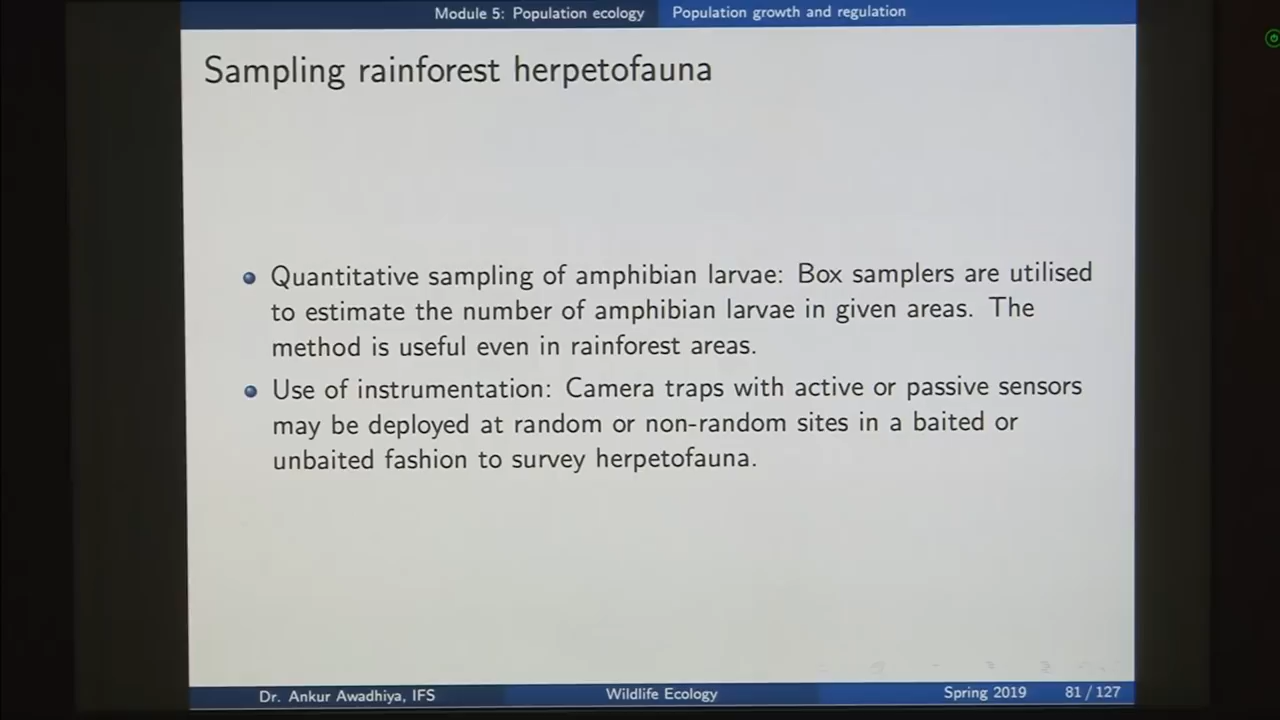 Module 5: Population ecology Population growth and regulation
Sampling rainforest herpetofauna
Quantitative sampling of amphibian larvae: Box samplers are utilised
to estimate the number of amphibian larvae in given areas. The
method is useful even in rainforest areas.
Use of instrumentation: Camera traps with active or passive sensors
may be deployed at random or non-random sites in a baited or
unbaited fashion to survey herpetofauna.
Dr. Ankur Awadhiya, IFS Wildlife Ecology Spring 2019 81 / 127